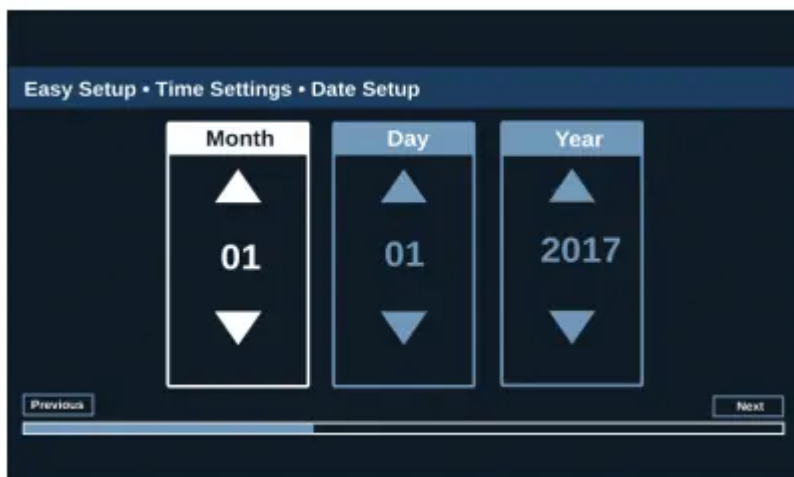 Easy Setup • Time Settings • Date Setup
Month Day Year
01 01 2017
Previous Next